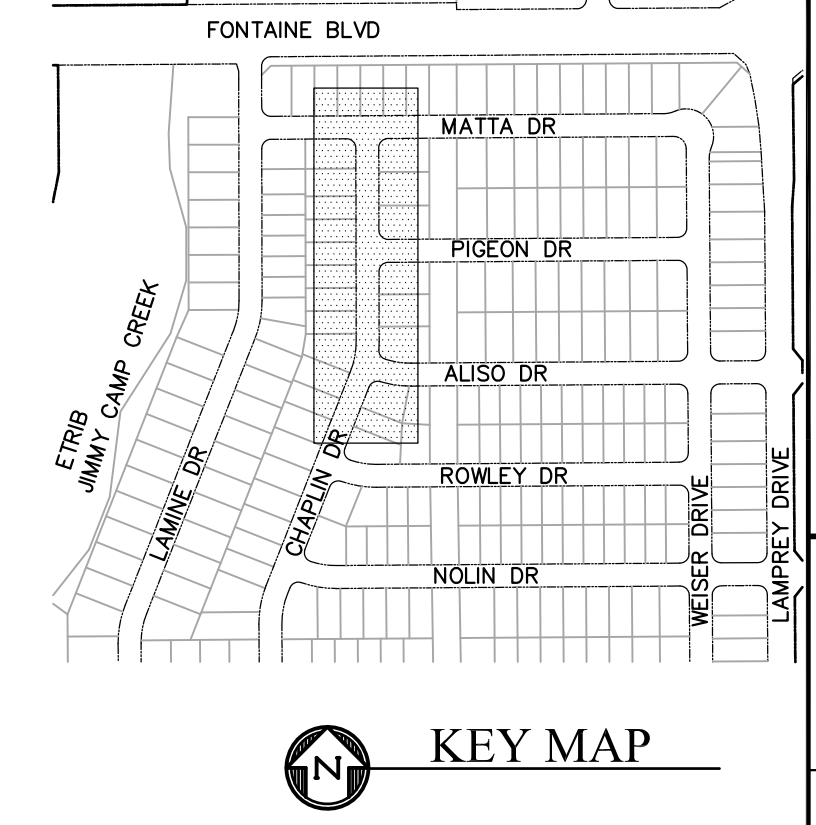 FONTAINE BLVD
MATTA DR
PIGEON DR
ETRIB
JIMMY CAMP CREEK
ALISO DR
LAMINE DR
CHAPLIN DR
ROWLEY DR
WEISER DRIVE
LAMPREY DRIVE
NOLIN DR
N
KEY MAP